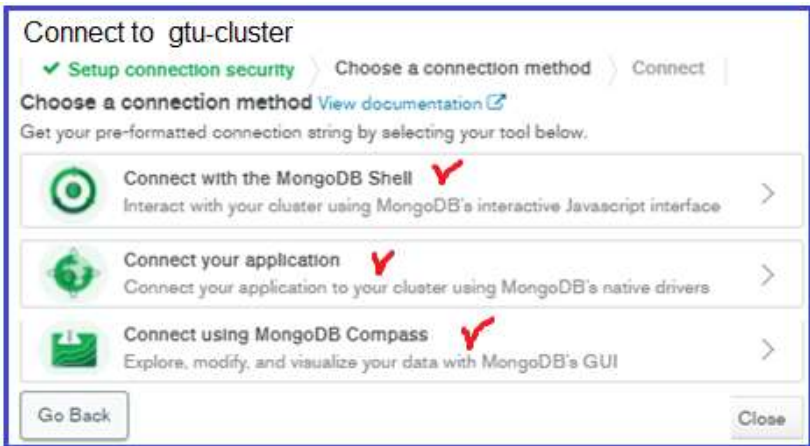 Connect to gtu-cluster
Setup connection security Choose a connection method Connect
Choose a connection method View documentation
Get your pre-formatted connection string by selecting your tool below.
Connect with the MongoDB Shell
Interact with your cluster using MongoDB's interactive Javascript interface
Connect your application
Connect your application to your cluster using MongoDB's native drivers
Connect using MongoDB Compass
Explore, modify, and visualize your data with MongoDB's GUI
Go Back Close